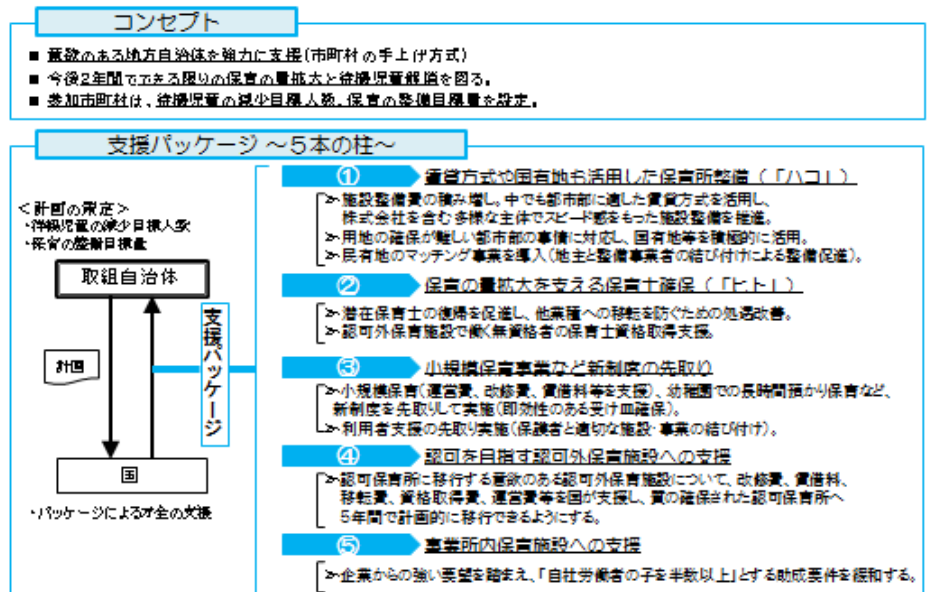 コンセプト
■ 意欲のある地方自治体を強力に支援(市町村の手上げ方式)
■ 今後2年間でできる限りの保育の量拡大と待機児童解消を図る。
■ 参加市町村は、待機児童の減少目標人数、保育の整備目標量を設定。
支援パッケージ ～5本の柱～
＜計画の策定＞
・待機児童の減少目標人数
・保育の整備目標量
取組自治体
計画
支援パッケージ
国
・パッケージによる万全の支援
① 賃貸方式や国有地も活用した保育所整備（「ハコ」）
➢施設整備費の積み増し。中でも都市部に適した賃貸方式を活用し、
株式会社を含む多様な主体でスピード感をもった施設整備を推進。
➢用地の確保が難しい都市部の事情に対応し、国有地等を積極的に活用。
➢民有地のマッチング事業を導入(地主と整備事業者の結び付けによる整備促進)。
② 保育の量拡大を支える保育士確保（「ヒト」）
➢潜在保育士の復帰を促進し、他業種への移転を防ぐための処遇改善。
➢認可外保育施設で働く無資格者の保育士資格取得支援。
③ 小規模保育事業など新制度の先取り
➢小規模保育(運営費、改修費、賃借料等を支援)、幼稚園での長時間預かり保育など、
新制度を先取りして実施(即効性のある受け皿確保)。
➢利用者支援の先取り実施(保護者と適切な施設・事業の結び付け)。
④ 認可を目指す認可外保育施設への支援
➢認可保育所に移行する意欲のある認可外保育施設について、改修費、賃借料、
移転費、資格取得費、運営費等を国が支援し、質の確保された認可保育所へ
5年間で計画的に移行できるようにする。
⑤ 事業所内保育施設への支援
➢企業からの強い要望を踏まえ、「自社労働者の子を半数以上」とする助成要件を緩和する。